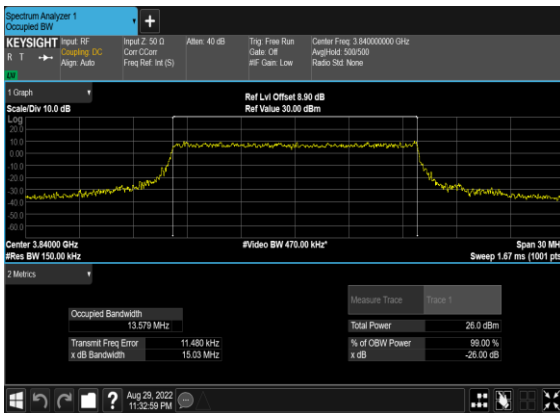 Spectrum Analyzer 1
Occupied BW
KEYSIGHT
R T
LV
Input: RF
Coupling: DC
Align: Auto
Input Z: 50 Ω
Corr CCorr
Freq Ref: Int (S)
Atten: 40 dB
Trig: Free Run
Gate: Off
#IF Gain: Low
Center Freq: 3.840000000 GHz
Avg|Hold: 500/500
Radio Std: None
1 Graph
Scale/Div 10.0 dB
Ref Lvl Offset 8.90 dB
Ref Value 30.00 dBm
Log
20.0
10.0
0.00
-10.0
-20.0
-30.0
-40.0
-50.0
-60.0
Center 3.84000 GHz
#Res BW 150.00 kHz
#Video BW 470.00 kHz*
Span 30 MH
Sweep 1.67 ms (1001 pts
2 Metrics
Measure Trace
Trace 1
Occupied Bandwidth
13.579 MHz
Total Power
26.0 dBm
Transmit Freq Error
11.480 kHz
% of OBW Power
99.00 %
x dB Bandwidth
15.03 MHz
x dB
-26.00 dB
?
Aug 29, 2022
11:32:59 PM